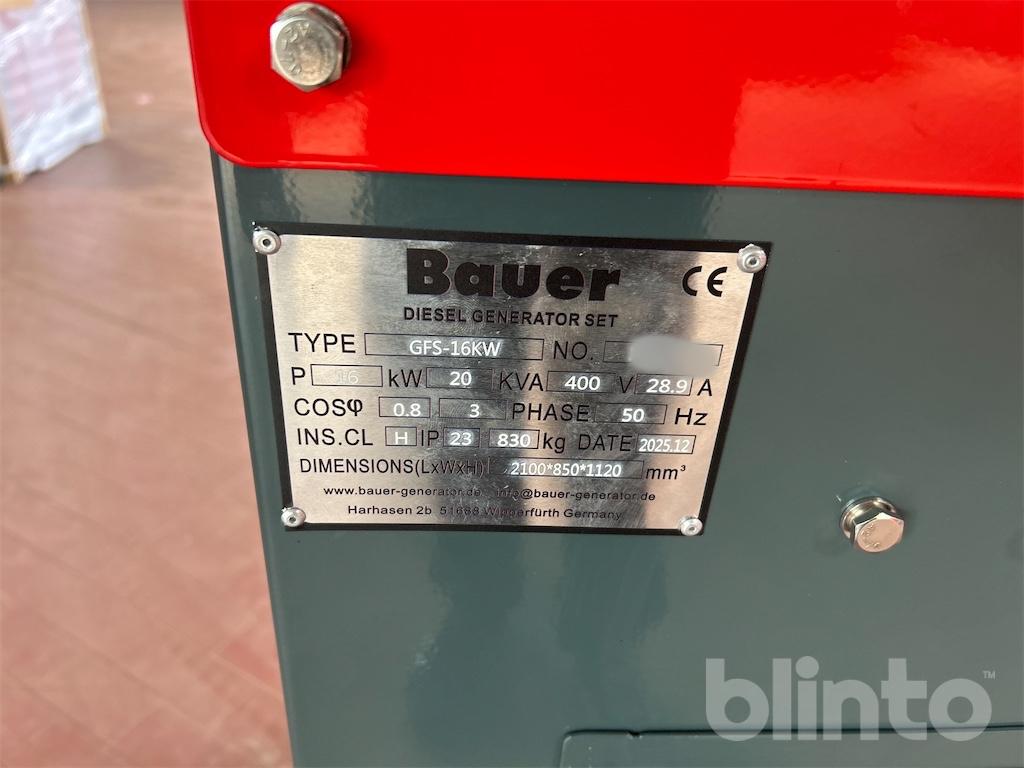 Bauer CE
DIESEL GENERATOR SET
TYPE GFS-16KW NO.
P 16 kW 20 KVA 400 V 28.9 A
COSφ 0.8 3 PHASE 50 Hz
INS.CL H IP 23 830 kg DATE 2025.12
DIMENSIONS(LxWxH) 2100*850*1120 mm³
www.bauer-generator.de info@bauer-generator.de
Harhasen 2b 51688 Wipperfürth Germany
blinto™